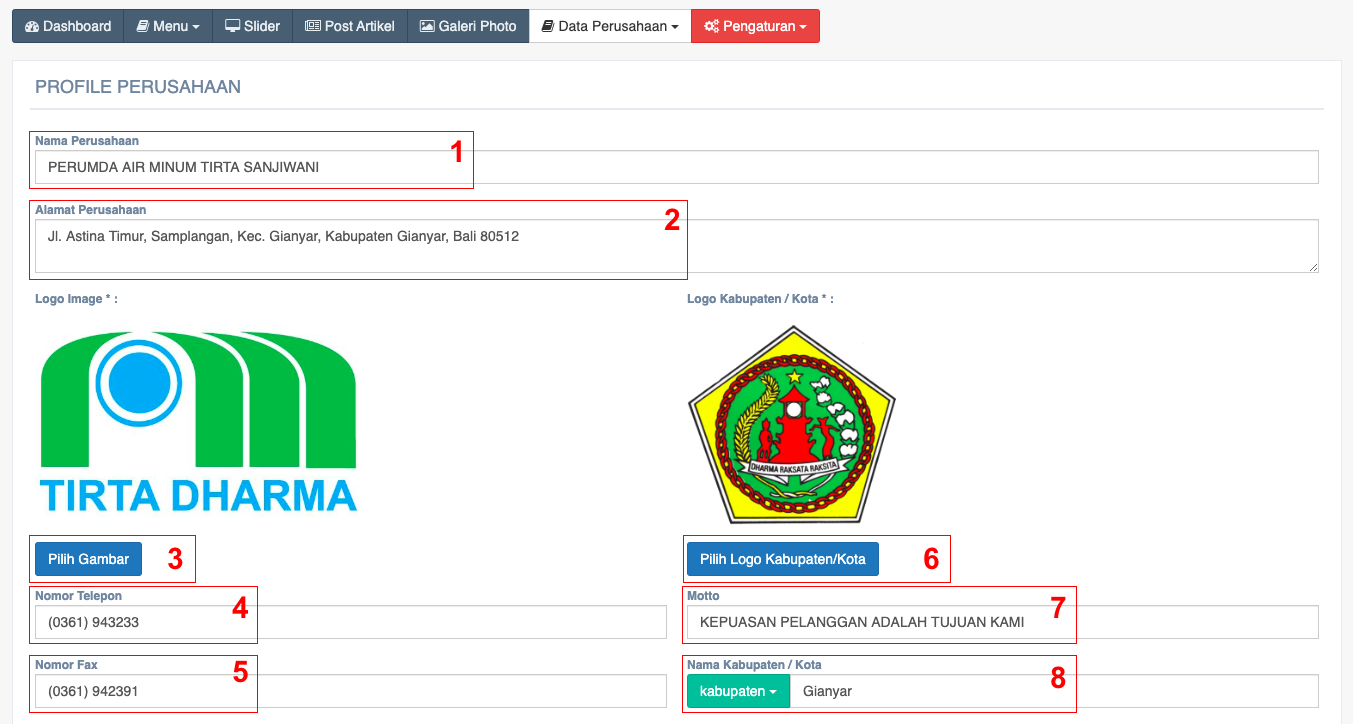 Dashboard Menu Slider Post Artikel Galeri Photo Data Perusahaan Pengaturan
PROFILE PERUSAHAAN
Nama Perusahaan
1
PERUMDA AIR MINUM TIRTA SANJIWANI
Alamat Perusahaan
2
Jl. Astina Timur, Samplangan, Kec. Gianyar, Kabupaten Gianyar, Bali 80512
Logo Image * :
TIRTA DHARMA
Pilih Gambar 3
Nomor Telepon
4
(0361) 943233
Nomor Fax
5
(0361) 942391
Logo Kabupaten / Kota * :
DHARMA RAKSATA RAKSITA
Pilih Logo Kabupaten/Kota 6
Motto
7
KEPUASAN PELANGGAN ADALAH TUJUAN KAMI
Nama Kabupaten / Kota
8
kabupaten Gianyar